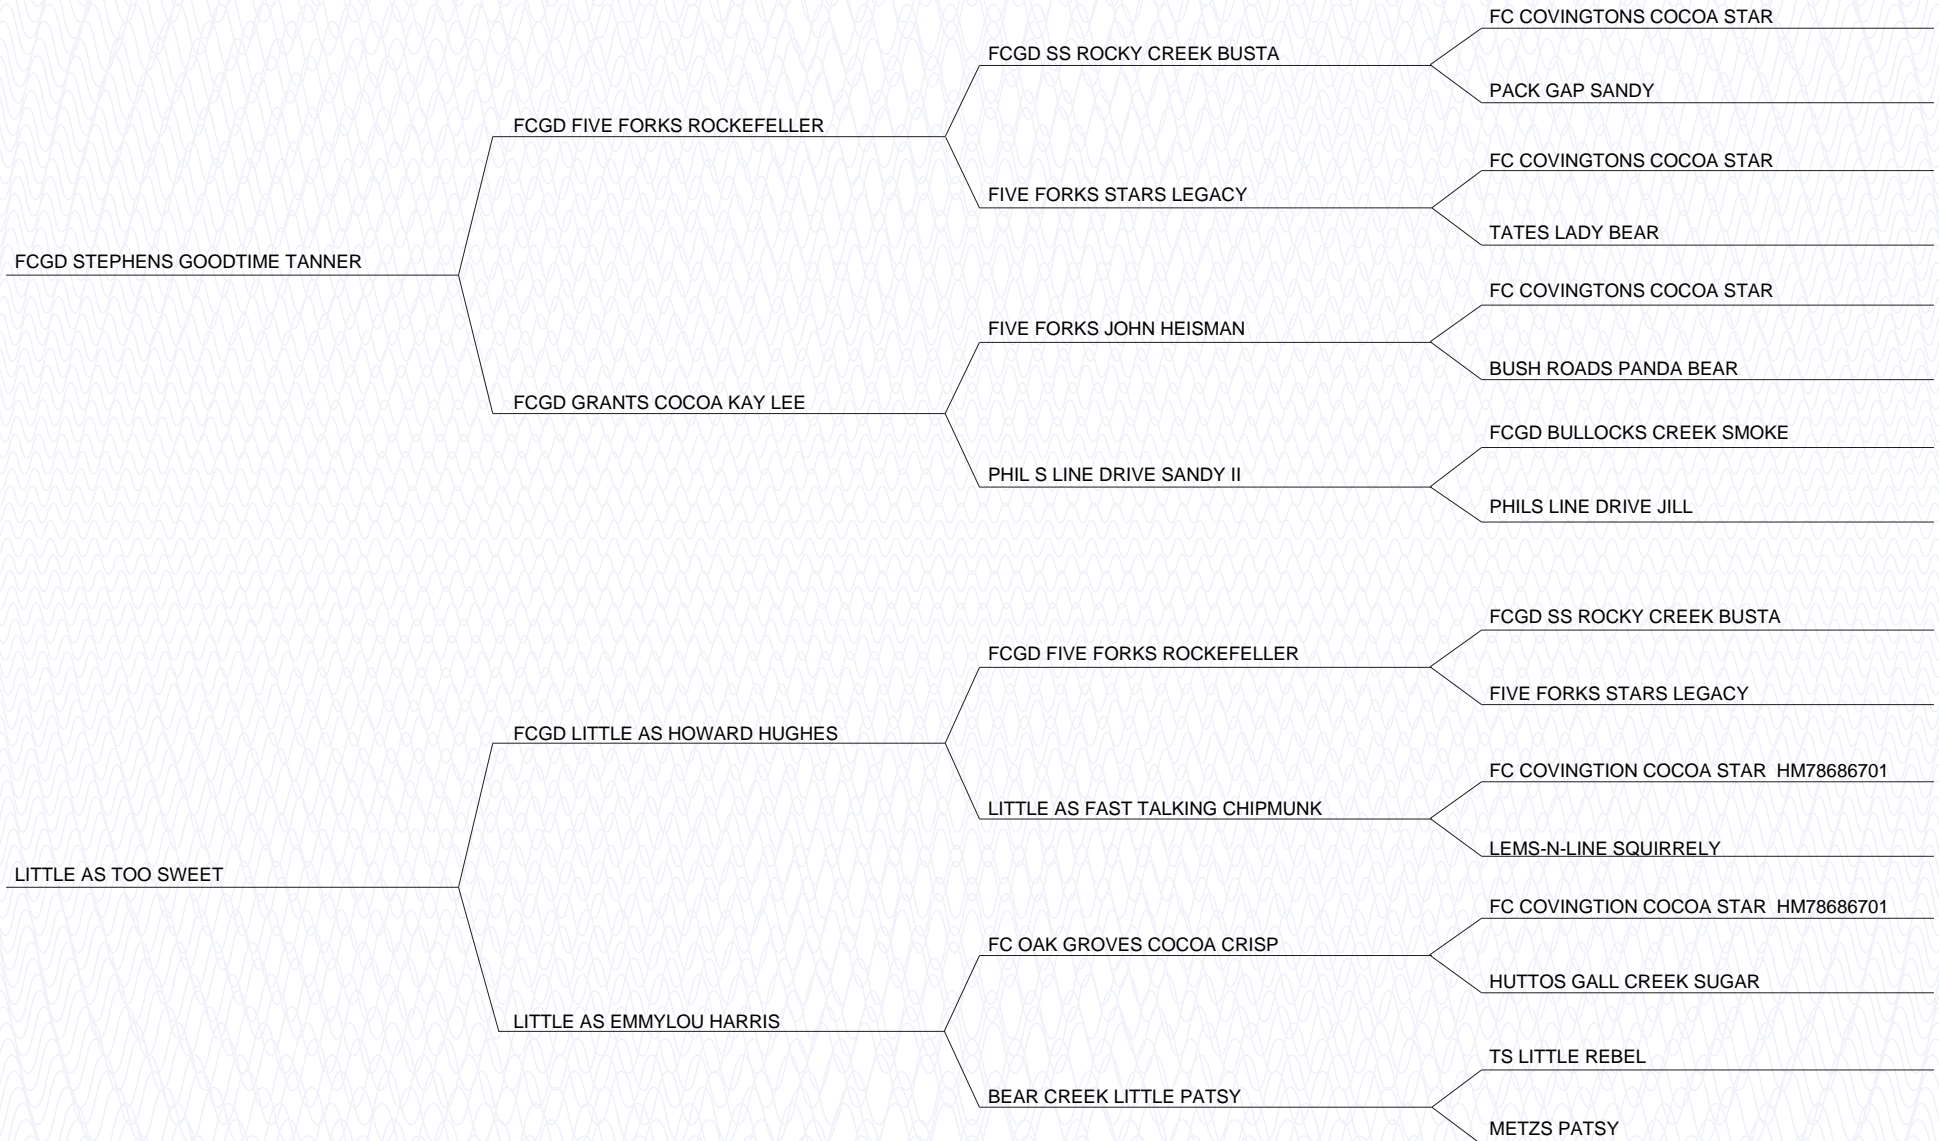 FC COVINGTONS COCOA STAR
FCGD SS ROCKY CREEK BUSTA
PACK GAP SANDY
FCGD FIVE FORKS ROCKEFELLER
FC COVINGTONS COCOA STAR
FIVE FORKS STARS LEGACY
TATES LADY BEAR
FCGD STEPHENS GOODTIME TANNER
FC COVINGTONS COCOA STAR
FIVE FORKS JOHN HEISMAN
BUSH ROADS PANDA BEAR
FCGD GRANTS COCOA KAY LEE
FCGD BULLOCKS CREEK SMOKE
PHIL S LINE DRIVE SANDY II
PHILS LINE DRIVE JILL
FCGD SS ROCKY CREEK BUSTA
FCGD FIVE FORKS ROCKEFELLER
FIVE FORKS STARS LEGACY
FCGD LITTLE AS HOWARD HUGHES
FC COVINGTION COCOA STAR HM78686701
LITTLE AS FAST TALKING CHIPMUNK
LEMS-N-LINE SQUIRRELY
LITTLE AS TOO SWEET
FC COVINGTION COCOA STAR HM78686701
FC OAK GROVES COCOA CRISP
HUTTOS GALL CREEK SUGAR
LITTLE AS EMMYLOU HARRIS
TS LITTLE REBEL
BEAR CREEK LITTLE PATSY
METZS PATSY